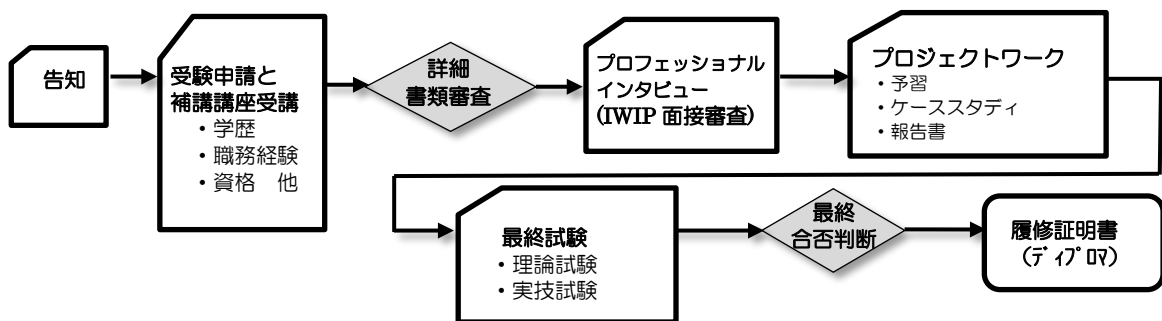 告知
受験申請と
補講講座受講
・学歴
・職務経験
・資格　他
詳細
書類審査
プロフェッショナル
インタビュー
(IWIP 面接審査)
プロジェクトワーク
・予習
・ケーススタディ
・報告書
最終試験
・理論試験
・実技試験
最終
合否判断
履修証明書
(ﾃﾞｨﾌﾟﾛﾏ)